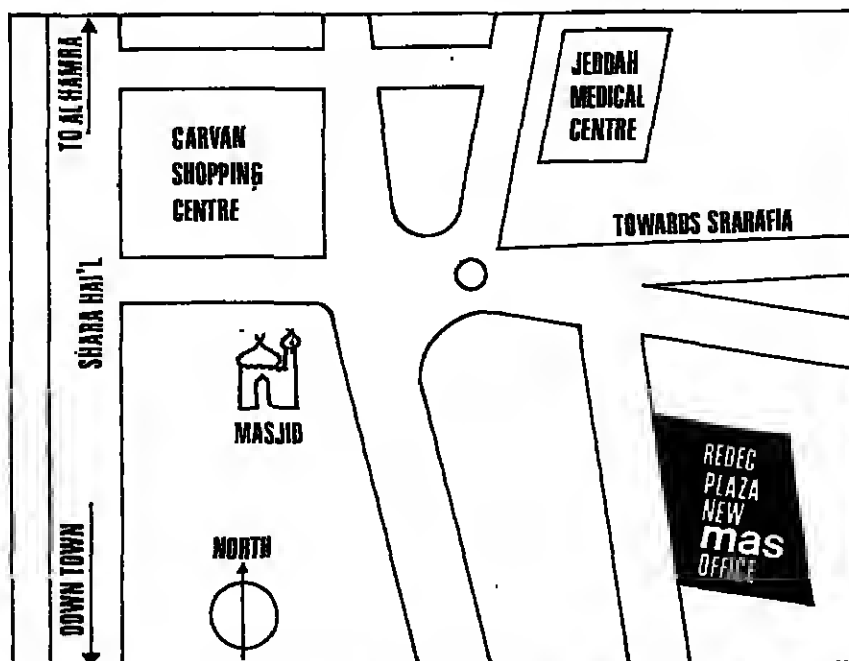 TO AL HAMRA
CARVAN
SHOPPING
CENTRE
JEDDAH
MEDICAL
CENTRE
TOWARDS SRARAFIA
SHARA HAI'L
MASJID
REDEC
PLAZA
NEW
mas
OFFICE
NORTH
DOWN TOWN